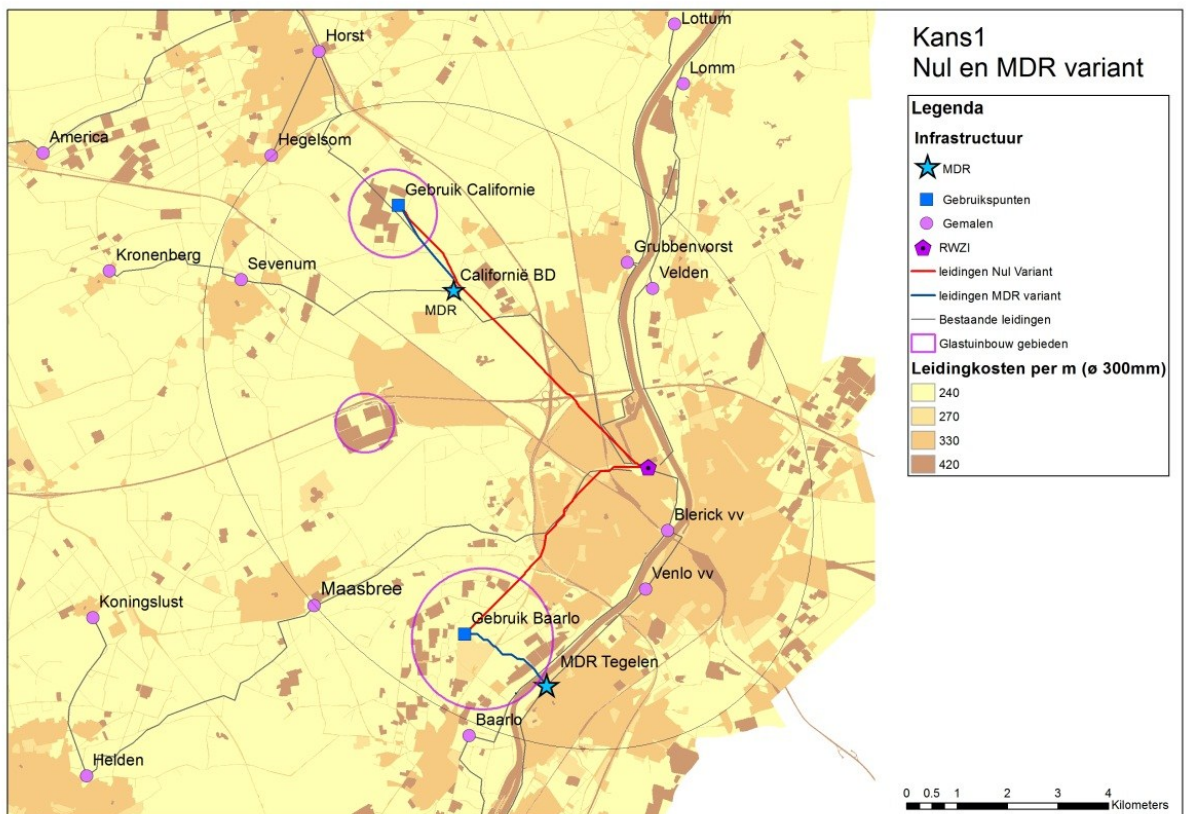 Kans1
Nul en MDR variant
Legenda
Infrastructuur
MDR
Gebruikspunten
Gemalen
RWZI
leidingen Nul Variant
leidingen MDR variant
Bestaande leidingen
Glastuinbouw gebieden
Leidingkosten per m (ø 300mm)
240
270
330
420
Lottum
Horst
Lomm
America
Hegelsom
Gebruik Californie
Grubbenvorst
Kronenberg
Sevenum
Californië BD
Velden
MDR
Blerick vv
Venlo vv
Maasbree
Koningslust
Gebruik Baarlo
MDR Tegelen
Baarlo
Helden
0 0.5 1 2 3 4
Kilometers